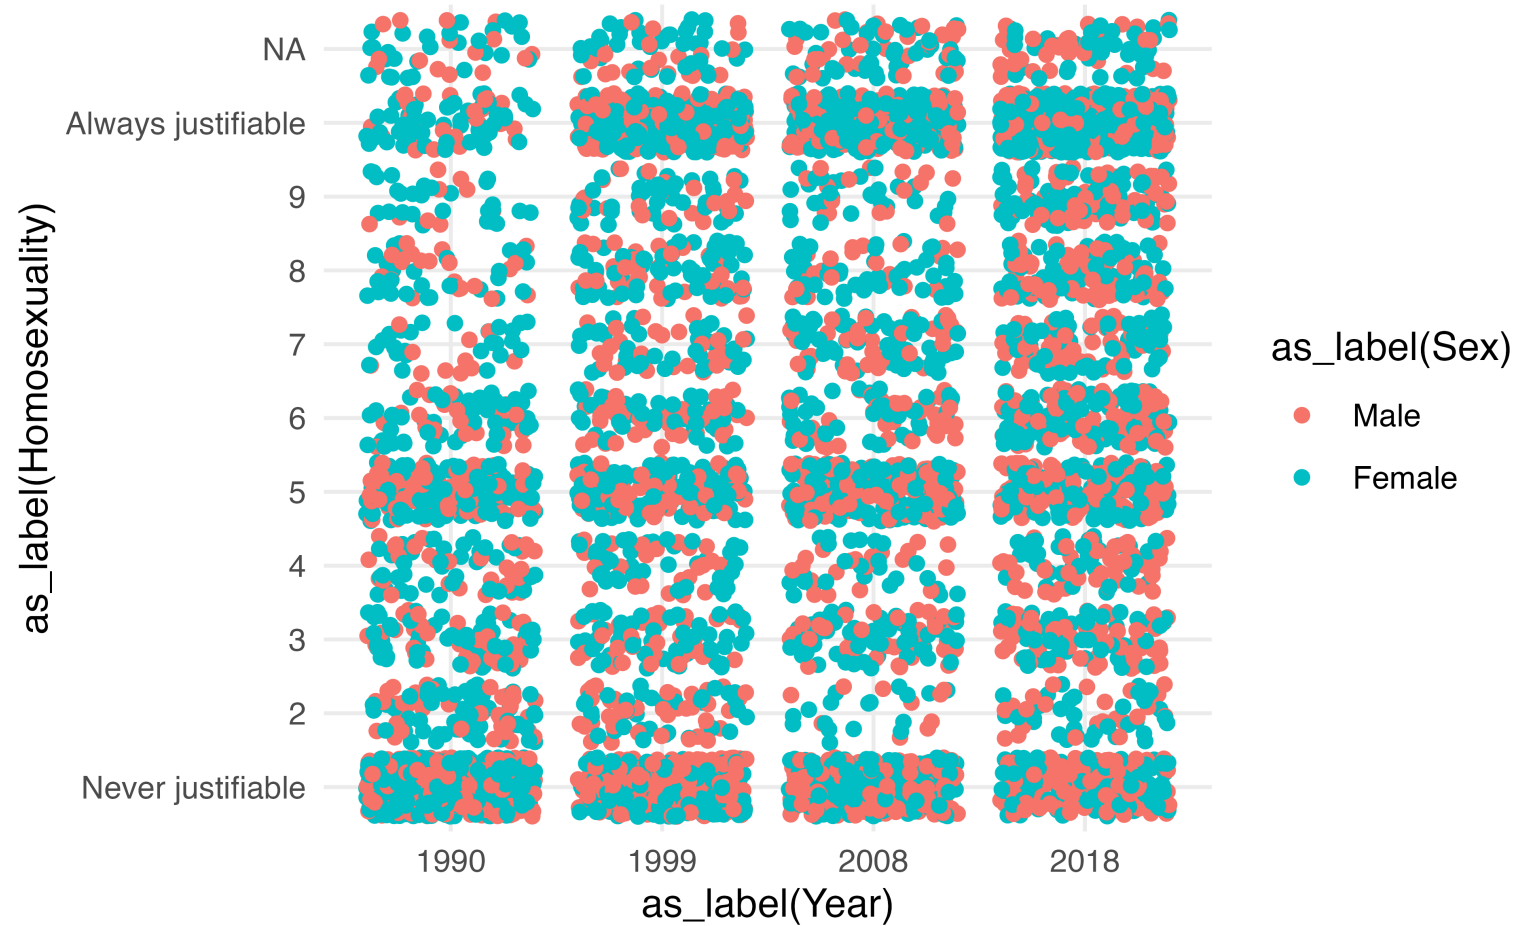 as_label(Homosexuality)
NA
Always justifiable
9
8
7
6
5
4
3
2
Never justifiable
1990 1999 2008 2018
as_label(Year)
as_label(Sex)
Male
Female